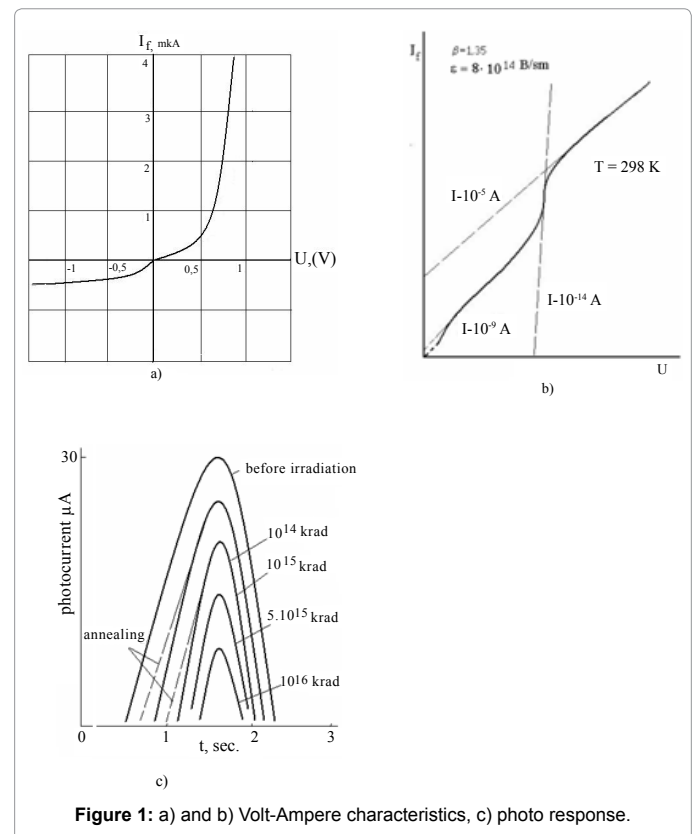 I f, mkA
4
3
2
1
-1 -0,5 0,5 1
U,(V)
a)
I f
β=1.35
ε = 8· 10 14 B/sm
T = 298 K
I-10-5 A
I-10-14 A
I-10-9 A
U
b)
30
photocurrent μA
before irradiation
10 14 krad
10 15 krad
5.10 15 krad
10 16 krad
annealing
0 1 2 3
t, sec.
c)
Figure 1: a) and b) Volt-Ampere characteristics, c) photo response.